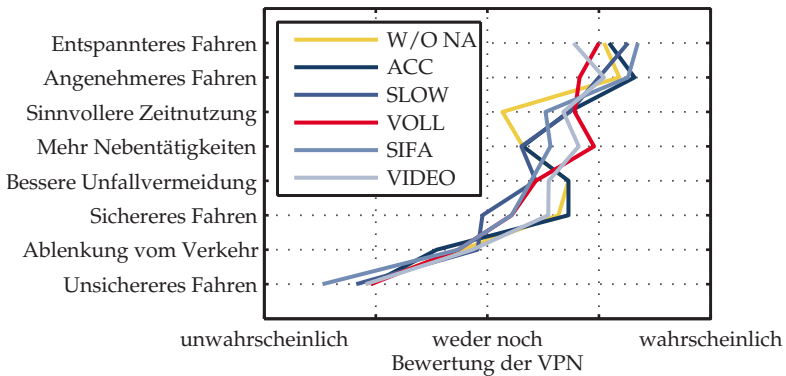 Entspannteres Fahren
Angenehmeres Fahren
Sinnvollere Zeitnutzung
Mehr Nebentätigkeiten
Bessere Unfallvermeidung
Sichereres Fahren
Ablenkung vom Verkehr
Unsichereres Fahren
W/O NA
ACC
SLOW
VOLL
SIFA
VIDEO
unwahrscheinlich weder noch wahrscheinlich
Bewertung der VPN